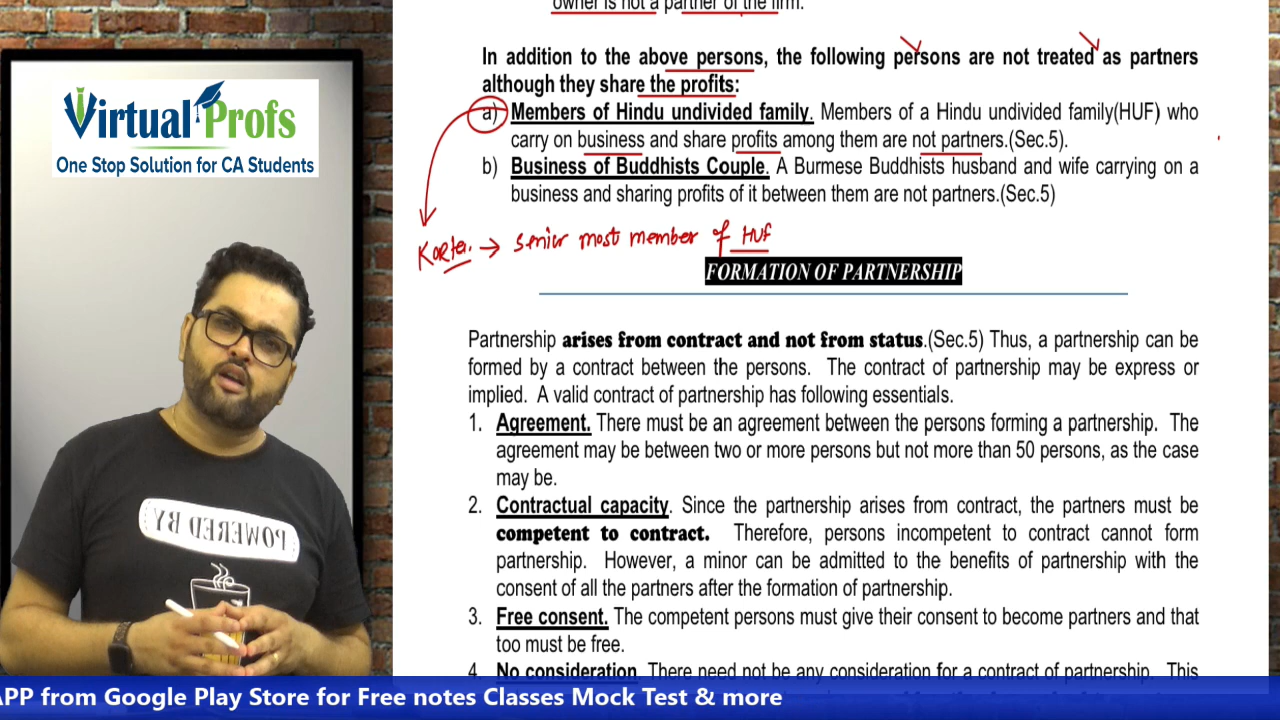 owner is not a partner of the firm.
In addition to the above persons, the following persons are not treated as partners
although they share the profits:
a) Members of Hindu undivided family. Members of a Hindu undivided family(HUF) who
carry on business and share profits among them are not partners.(Sec.5).
b) Business of Buddhists Couple. A Burmese Buddhists husband and wife carrying on a
business and sharing profits of it between them are not partners.(Sec.5)
Karta. → Senior most member of HUF
FORMATION OF PARTNERSHIP
Partnership arises from contract and not from status.(Sec.5) Thus, a partnership can be
formed by a contract between the persons. The contract of partnership may be express or
implied. A valid contract of partnership has following essentials.
1. Agreement. There must be an agreement between the persons forming a partnership. The
agreement may be between two or more persons but not more than 50 persons, as the case
may be.
2. Contractual capacity. Since the partnership arises from contract, the partners must be
competent to contract. Therefore, persons incompetent to contract cannot form
partnership. However, a minor can be admitted to the benefits of partnership with the
consent of all the partners after the formation of partnership.
3. Free consent. The competent persons must give their consent to become partners and that
too must be free.
4. No consideration. There need not be any consideration for a contract of partnership. This
Virtual Profs
One Stop Solution for CA Students
POWERED BY
APP from Google Play Store for Free notes Classes Mock Test & more